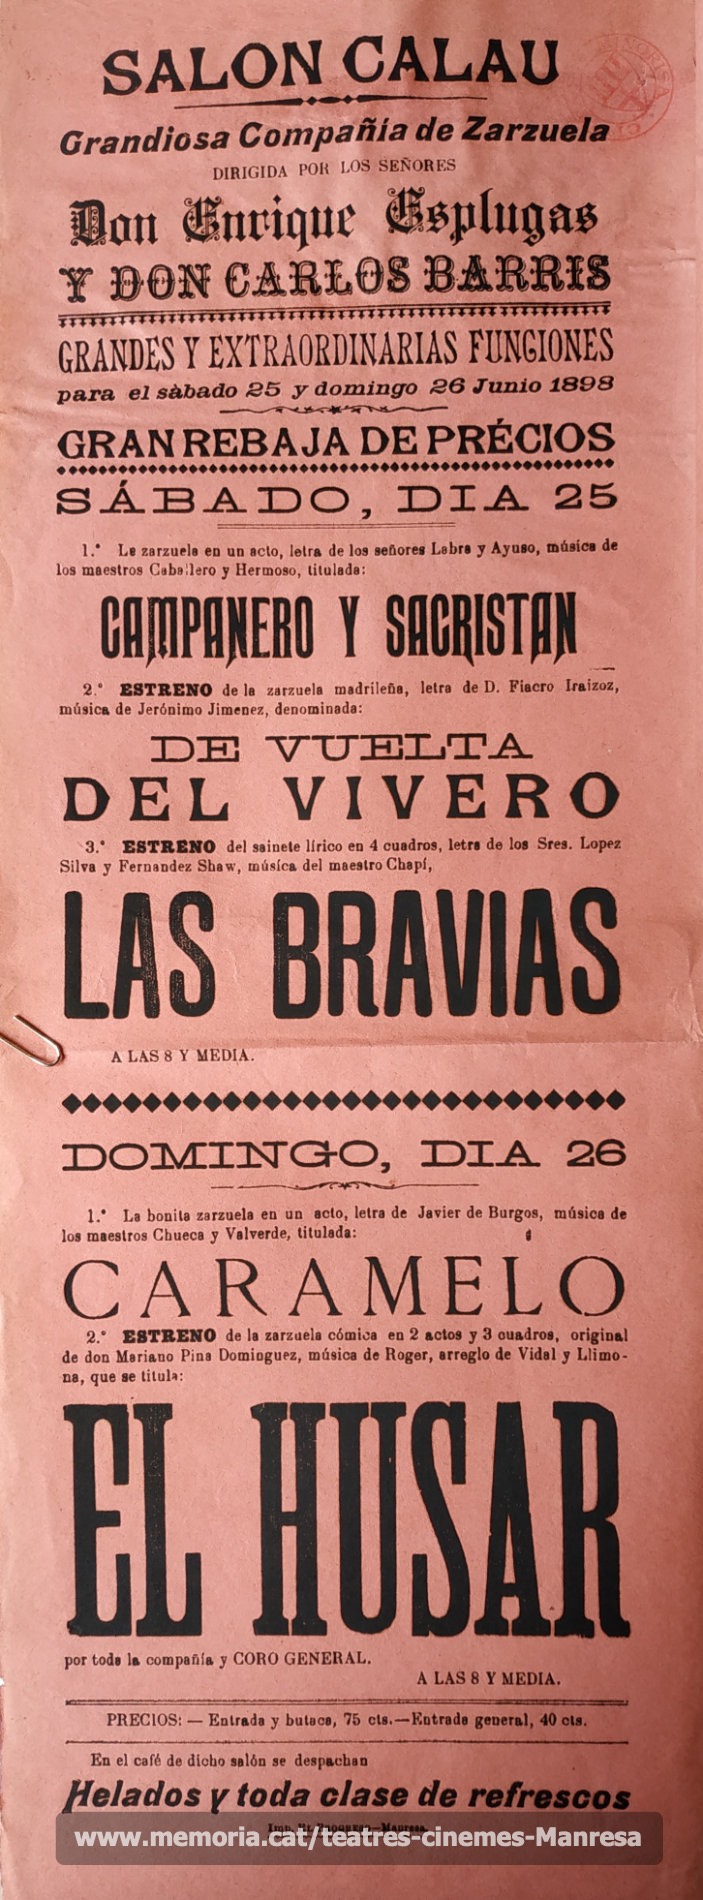 SALON CALAU
Grandiosa Compañía de Zarzuela
DIRIGIDA POR LOS SEÑORES
Don Enrique Esplugas
Y DON CARLOS BARRIS
GRANDES Y EXTRAORDINARIAS FUNCIONES
para el sàbado 25 y domingo 26 Junio 1898
GRAN REBAJA DE PRÉCIOS
SÁBADO, DIA 25
1.° La zarzuela en un acto, letra de los señores Labra y Ayuso, música de
los maestros Caballero y Hermoso, titulada:
CAMPANERO Y SACRISTAN
2.° ESTRENO de la zarzuela madrileña, letra de D. Fiacro Iraizoz,
música de Jerónimo Jimenez, denominada:
DE VUELTA
DEL VIVERO
3.° ESTRENO del sainete lírico en 4 cuadros, letra de los Sres. Lopez
Silva y Fernandez Shaw, música del maestro Chapí,
LAS BRAVIAS
A LAS 8 Y MEDIA.
DOMINGO, DIA 26
1.° La bonita zarzuela en un acto, letra de Javier de Burgos, música de
los maestros Chueca y Valverde, titulada:
CARAMELO
2.° ESTRENO de la zarzuela cómica en 2 actos y 3 cuadros, original
de don Mariano Pina Dominguez, música de Roger, arreglo de Vidal y Llimo-
na, que se titula:
EL HUSAR
por toda la compañía y CORO GENERAL.
A LAS 8 Y MEDIA.
PRECIOS: — Entrada y butaca, 75 cts.—Entrada general, 40 cts.
En el café de dicho salón se despachan
Helados y toda clase de refrescos
Imp. EL PROGRESO—Manresa.
www.memoria.cat/teatres-cinemes-Manresa